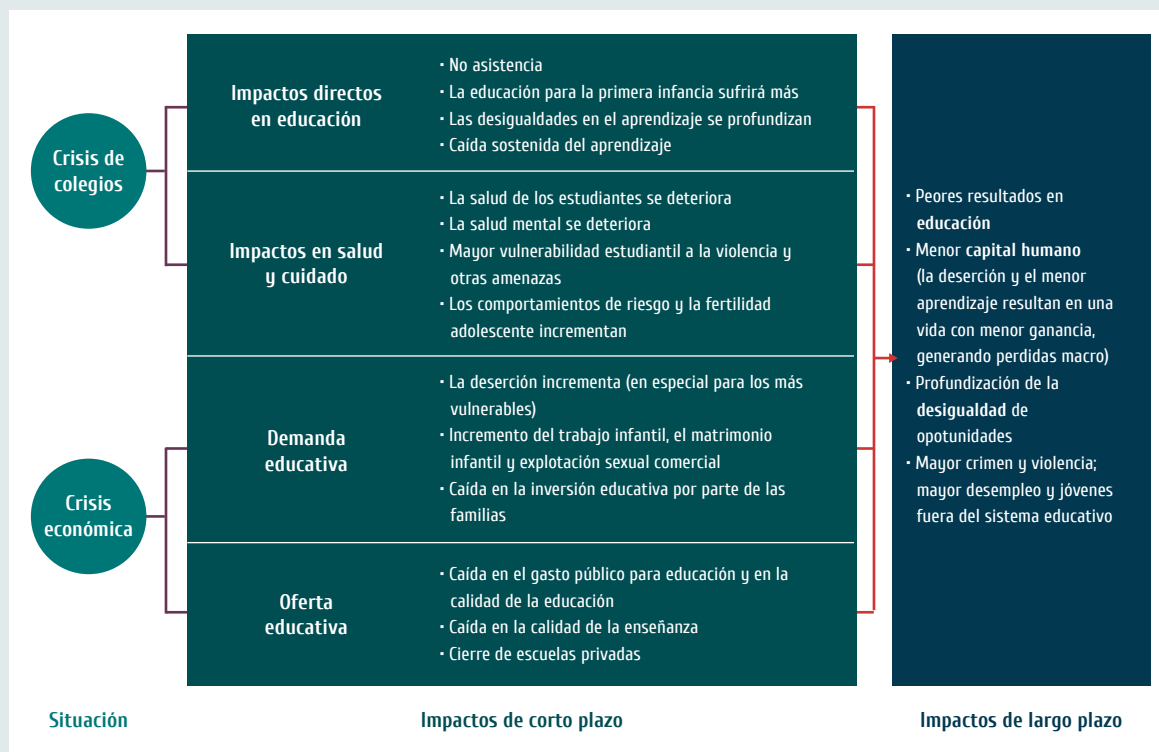 Crisis de
colegios
Impactos directos
en educación
· No asistencia
· La educación para la primera infancia sufrirá más
· Las desigualdades en el aprendizaje se profundizan
· Caída sostenida del aprendizaje
Impactos en salud
y cuidado
· La salud de los estudiantes se deteriora
· La salud mental se deteriora
· Mayor vulnerabilidad estudiantil a la violencia y
otras amenazas
· Los comportamientos de riesgo y la fertilidad
adolescente incrementan
Crisis
económica
Demanda
educativa
· La deserción incrementa (en especial para los más
vulnerables)
· Incremento del trabajo infantil, el matrimonio
infantil y explotación sexual comercial
· Caída en la inversión educativa por parte de las
familias
Oferta
educativa
· Caída en el gasto público para educación y en la
calidad de la educación
· Caída en la calidad de la enseñanza
· Cierre de escuelas privadas
· Peores resultados en
educación
· Menor capital humano
(la deserción y el menor
aprendizaje resultan en una
vida con menor ganancia,
generando perdidas macro)
· Profundización de la
desigualdad de
opotunidades
· Mayor crimen y violencia;
mayor desempleo y jóvenes
fuera del sistema educativo
Situación
Impactos de corto plazo
Impactos de largo plazo